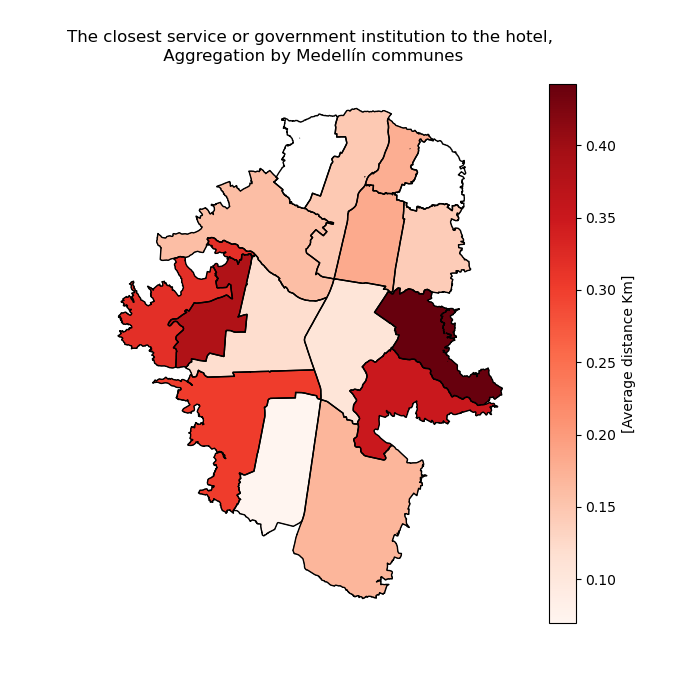 The closest service or government institution to the hotel,
Aggregation by Medellín communes
0.40
0.35
0.30
0.25
0.20
0.15
0.10
[Average distance Km]